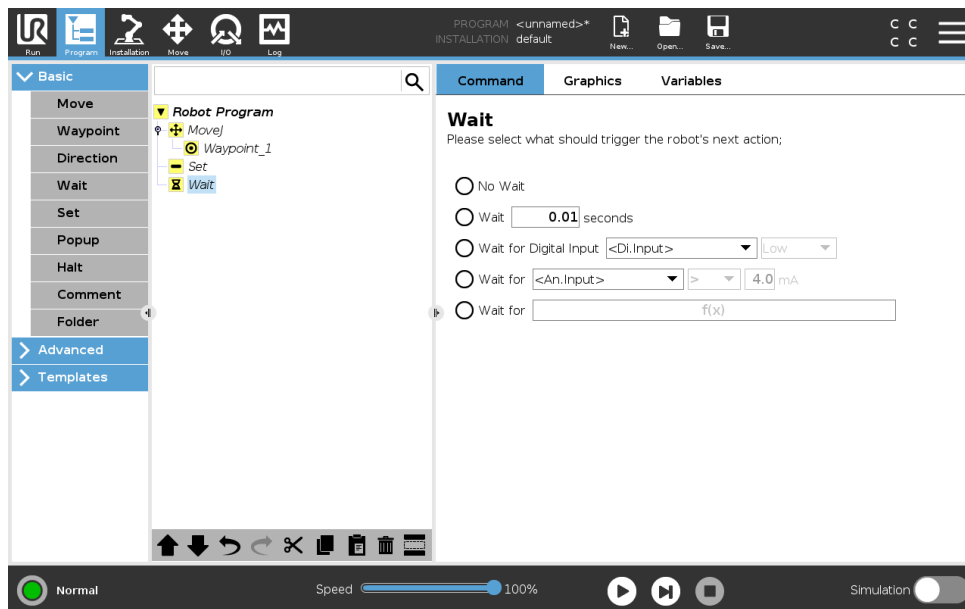 UR
Run
Program
Installation
Move
I/O
Log
PROGRAM <unnamed>*
INSTALLATION default
New...
Open...
Save...
C C
C C
Basic
Move
Waypoint
Direction
Wait
Set
Popup
Halt
Comment
Folder
Advanced
Templates
Robot Program
MoveJ
Waypoint_1
Set
Wait
Command Graphics Variables
Wait
Please select what should trigger the robot's next action;
No Wait
Wait 0.01 seconds
Wait for Digital Input <Di.Input> Low
Wait for <An.Input> > 4.0 mA
Wait for f(x)
Normal
Speed 100%
Simulation